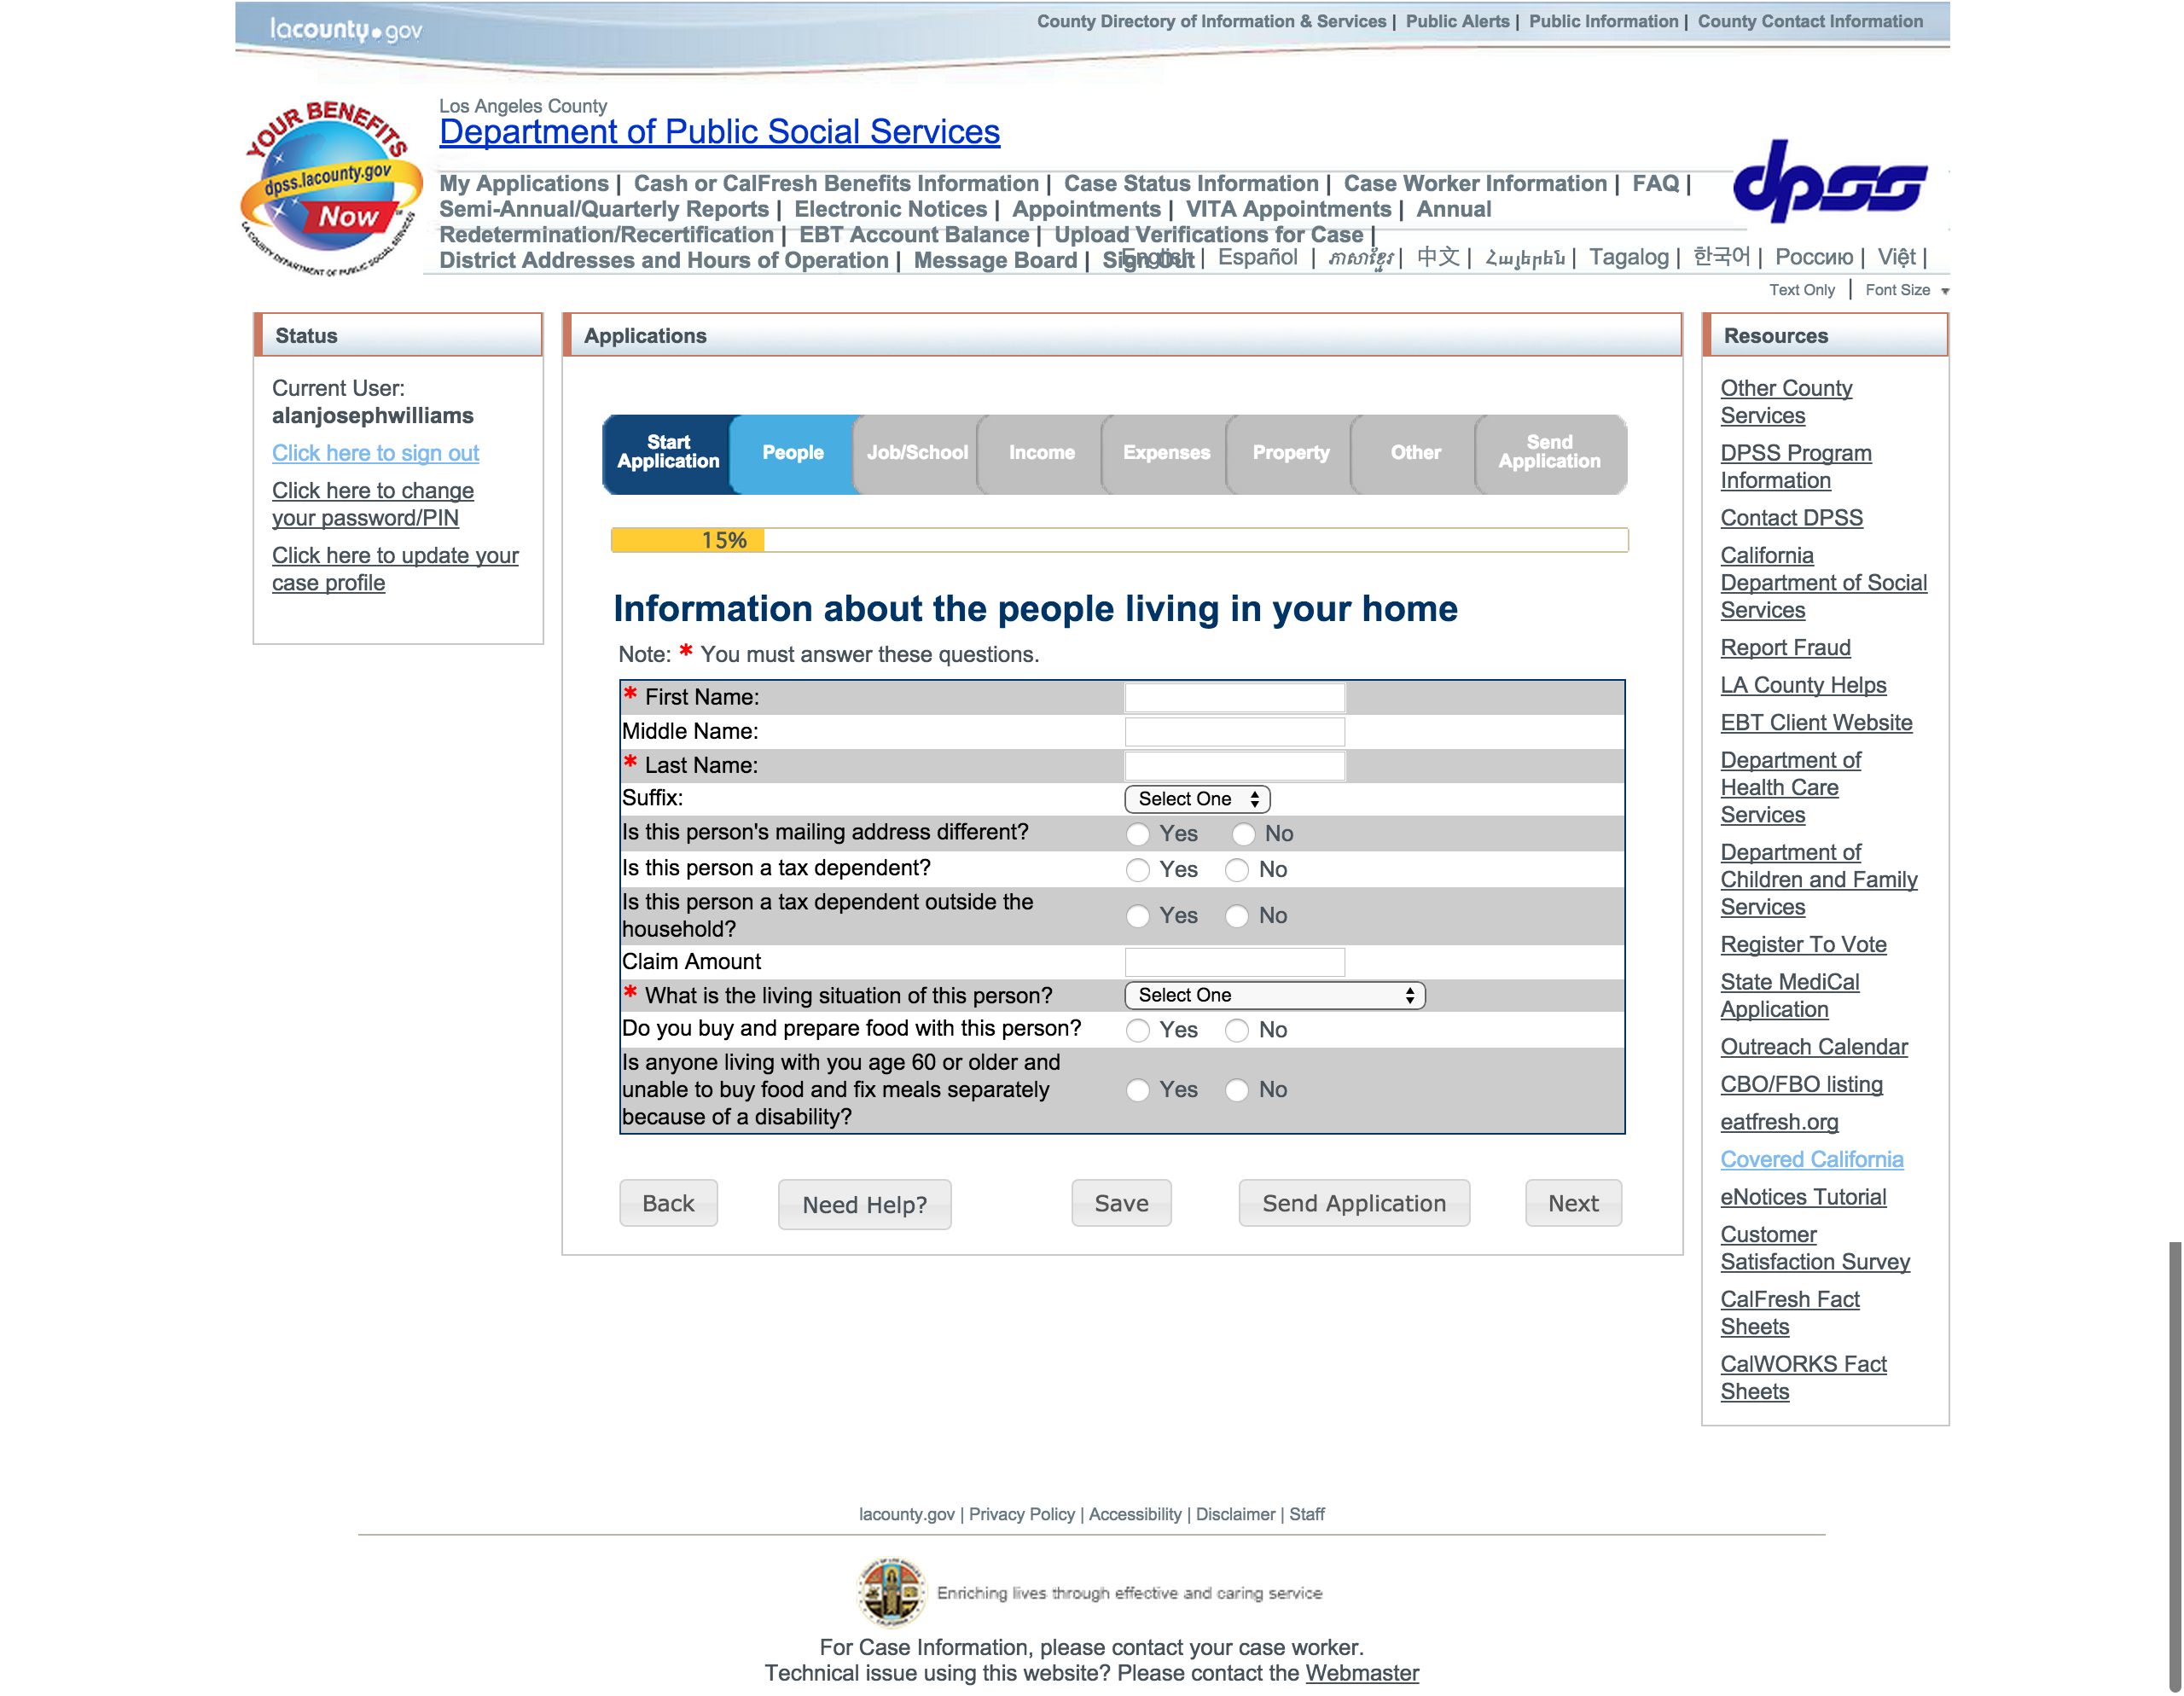 lacounty.gov
County Directory of Information & Services | Public Alerts | Public Information | County Contact Information
YOUR BENEFITS
dpss.lacounty.gov
Now
LA COUNTY DEPARTMENT OF PUBLIC SOCIAL SERVICES
Los Angeles County
Department of Public Social Services
dpss
My Applications | Cash or CalFresh Benefits Information | Case Status Information | Case Worker Information | FAQ |
Semi-Annual/Quarterly Reports | Electronic Notices | Appointments | VITA Appointments | Annual
Redetermination/Recertification | EBT Account Balance | Upload Verifications for Case |
District Addresses and Hours of Operation | Message Board | Sign Out
English | Español | ភាសាខ្មែរ | 中文 | Հայերեն | Tagalog | 한국어 | Россию | Việt |
Text Only | Font Size
Status
Current User:
alanjosephwilliams
Click here to sign out
Click here to change
your password/PIN
Click here to update your
case profile
Applications
Start
Application
People
Job/School
Income
Expenses
Property
Other
Send
Application
15%
Information about the people living in your home
Note: * You must answer these questions.
* First Name:
Middle Name:
* Last Name:
Suffix: Select One
Is this person's mailing address different? Yes No
Is this person a tax dependent? Yes No
Is this person a tax dependent outside the
household? Yes No
Claim Amount
* What is the living situation of this person? Select One
Do you buy and prepare food with this person? Yes No
Is anyone living with you age 60 or older and
unable to buy food and fix meals separately
because of a disability? Yes No
Back
Need Help?
Save
Send Application
Next
Resources
Other County
Services
DPSS Program
Information
Contact DPSS
California
Department of Social
Services
Report Fraud
LA County Helps
EBT Client Website
Department of
Health Care
Services
Department of
Children and Family
Services
Register To Vote
State MediCal
Application
Outreach Calendar
CBO/FBO listing
eatfresh.org
Covered California
eNotices Tutorial
Customer
Satisfaction Survey
CalFresh Fact
Sheets
CalWORKS Fact
Sheets
lacounty.gov | Privacy Policy | Accessibility | Disclaimer | Staff
Enriching lives through effective and caring service
For Case Information, please contact your case worker.
Technical issue using this website? Please contact the Webmaster